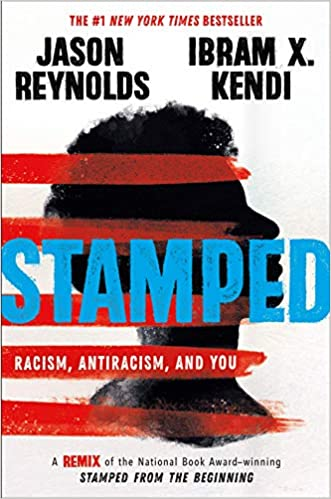 THE #1 NEW YORK TIMES BESTSELLER
JASON REYNOLDS
IBRAM X. KENDI
STAMPED
RACISM, ANTIRACISM, AND YOU
A REMIX of the National Book Award–winning
STAMPED FROM THE BEGINNING